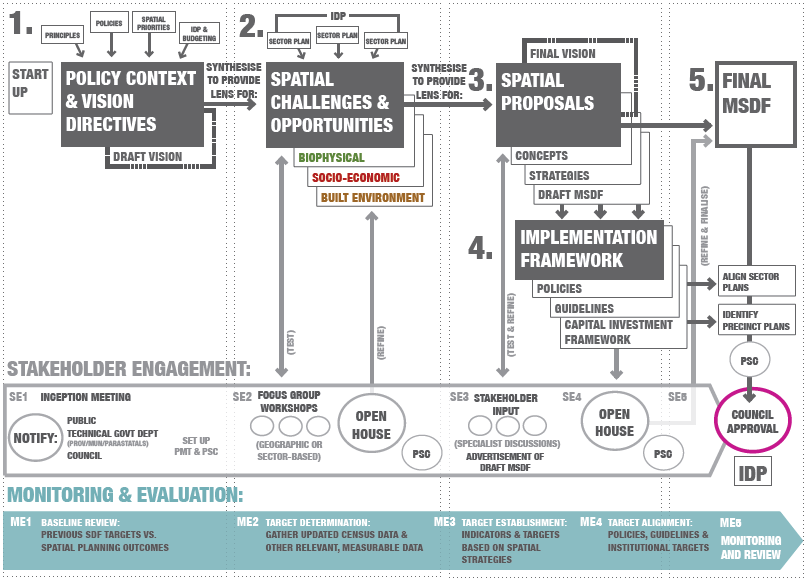 1.
PRINCIPLES
POLICIES
SPATIAL
PRIORITIES
IDP &
BUDGETING
START
UP
POLICY CONTEXT
& VISION
DIRECTIVES
DRAFT VISION
SYNTHESISE
TO PROVIDE
LENS FOR:
2.
IDP
SECTOR PLAN
SECTOR PLAN
SECTOR PLAN
SPATIAL
CHALLENGES &
OPPORTUNITIES
BIOPHYSICAL
SOCIO-ECONOMIC
BUILT ENVIRONMENT
SYNTHESISE
TO PROVIDE
LENS FOR:
3.
FINAL VISION
SPATIAL
PROPOSALS
CONCEPTS
STRATEGIES
DRAFT MSDF
4.
IMPLEMENTATION
FRAMEWORK
POLICIES
GUIDELINES
CAPITAL INVESTMENT
FRAMEWORK
5.
FINAL
MSDF
(REFINE & FINALISE)
ALIGN SECTOR
PLANS
IDENTIFY
PRECINCT PLANS
PSC
(TEST)
(REFINE)
(TEST & REFINE)
STAKEHOLDER ENGAGEMENT:
SE1 INCEPTION MEETING
NOTIFY:
PUBLIC
TECHNICAL GOVT DEPT
(PROV/MUN/PARASTATALS)
COUNCIL
SET UP
PMT & PSC
SE2 FOCUS GROUP
WORKSHOPS
(GEOGRAPHIC OR
SECTOR-BASED)
OPEN
HOUSE
PSC
SE3 STAKEHOLDER
INPUT
(SPECIALIST DISCUSSIONS)
ADVERTISEMENT OF
DRAFT MSDF
SE4
OPEN
HOUSE
PSC
SE5
COUNCIL
APPROVAL
IDP
MONITORING & EVALUATION:
ME1 BASELINE REVIEW:
PREVIOUS SDF TARGETS VS.
SPATIAL PLANNING OUTCOMES
ME2 TARGET DETERMINATION:
GATHER UPDATED CENSUS DATA &
OTHER RELEVANT, MEASURABLE DATA
ME3 TARGET ESTABLISHMENT:
INDICATORS & TARGETS
BASED ON SPATIAL
STRATEGIES
ME4 TARGET ALIGNMENT:
POLICIES, GUIDELINES &
INSTITUTIONAL TARGETS
ME5
MONITORING
AND REVIEW